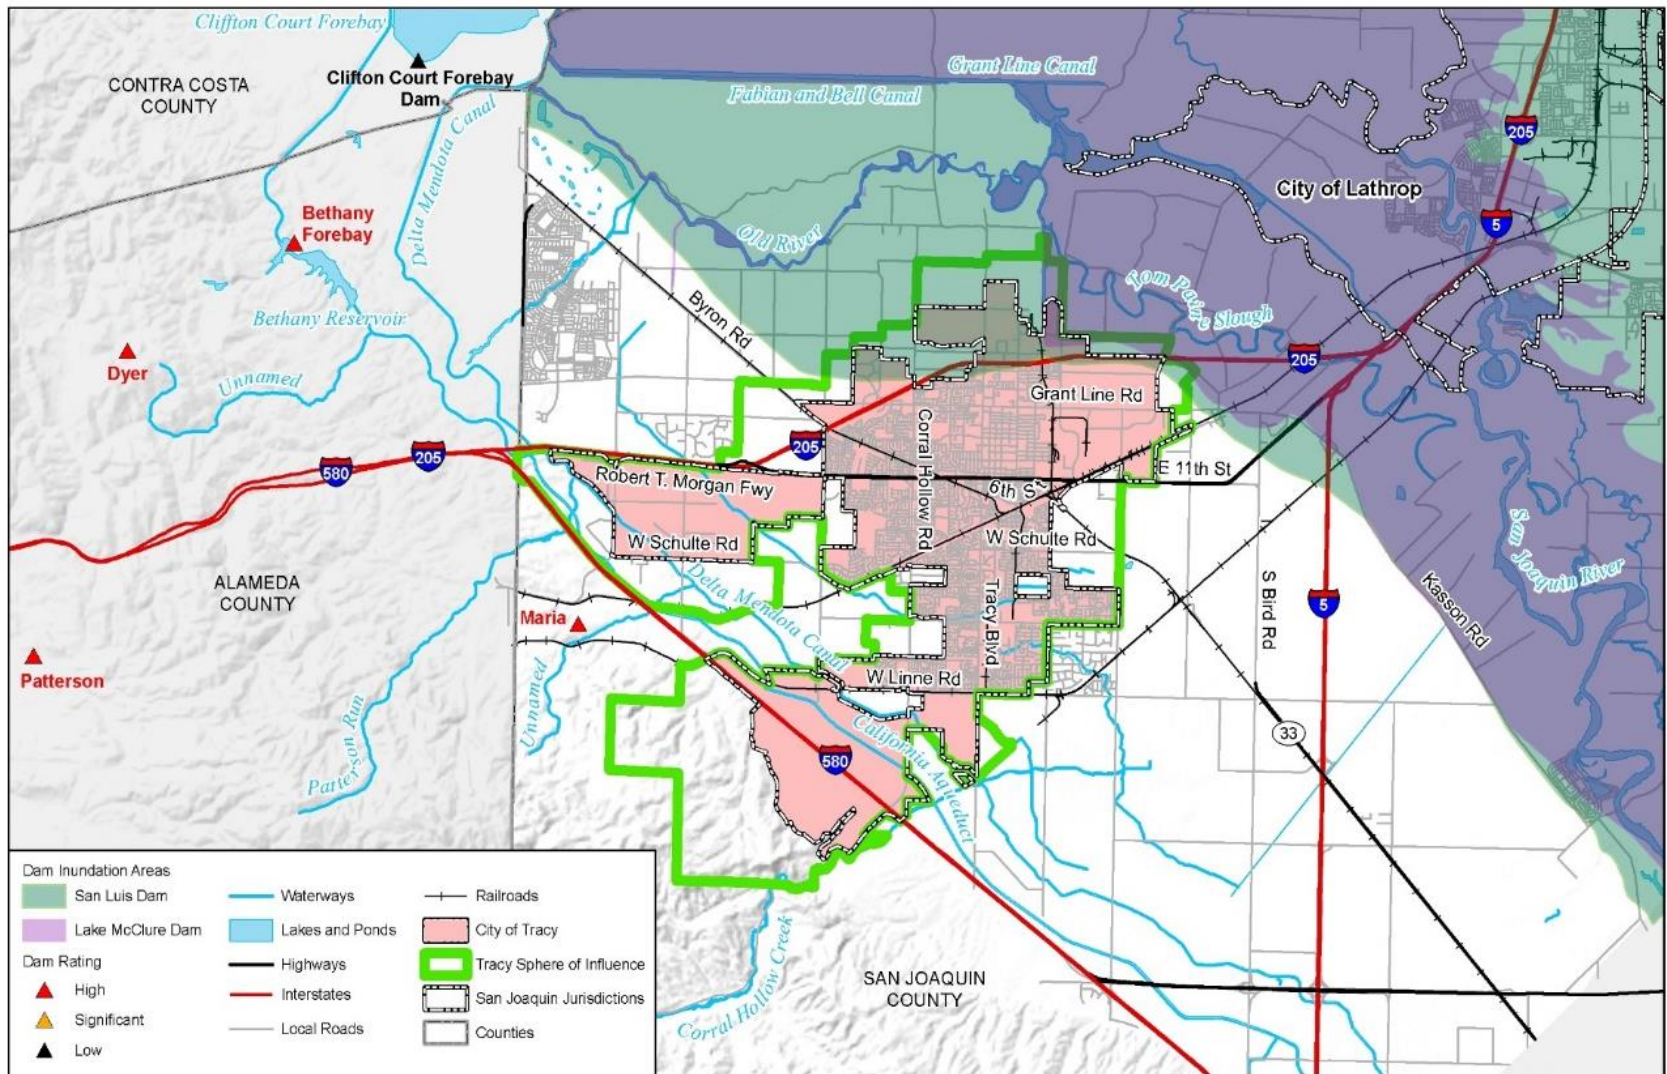 Cliffton Court Forebay
CONTRA COSTA
COUNTY
Clifton Court Forebay
Dam
Delta Mendota Canal
Grant Line Canal
Fabian and Bell Canal
205
City of Lathrop
5
Bethany
Forebay
Old River
Tom Paine Slough
Bethany Reservoir
Byron Rd
205
Dyer
Unnamed
Grant Line Rd
Corral Hollow Rd
205
205
580
E 11th St
Robert T. Morgan Fwy
6th St
W Schulte Rd
W Schulte Rd
San Joaquin River
ALAMEDA
COUNTY
Delta Mendota Canal
Tracy Blvd
S Bird Rd
5
Kasson Rd
Maria
Patterson
Unnamed
W Linne Rd
Patterson Run
California Aqueduct
580
33
Corral Hollow Creek
SAN JOAQUIN
COUNTY
Dam Inundation Areas
San Luis Dam
Lake McClure Dam
Dam Rating
High
Significant
Low
Waterways
Lakes and Ponds
Highways
Interstates
Local Roads
Railroads
City of Tracy
Tracy Sphere of Influence
San Joaquin Jurisdictions
Counties